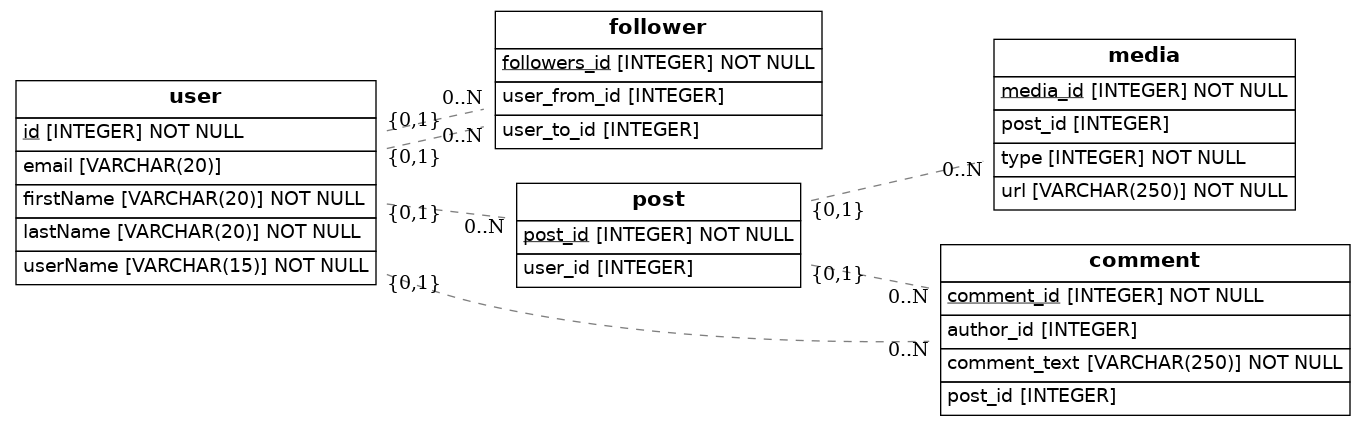 user
id [INTEGER] NOT NULL
email [VARCHAR(20)]
firstName [VARCHAR(20)] NOT NULL
lastName [VARCHAR(20)] NOT NULL
userName [VARCHAR(15)] NOT NULL
{0,1}
0..N
{0,1}
0..N
{0,1}
0..N
{0,1}
0..N
follower
followers_id [INTEGER] NOT NULL
user_from_id [INTEGER]
user_to_id [INTEGER]
post
post_id [INTEGER] NOT NULL
user_id [INTEGER]
{0,1}
0..N
{0,1}
0..N
media
media_id [INTEGER] NOT NULL
post_id [INTEGER]
type [INTEGER] NOT NULL
url [VARCHAR(250)] NOT NULL
comment
comment_id [INTEGER] NOT NULL
author_id [INTEGER]
comment_text [VARCHAR(250)] NOT NULL
post_id [INTEGER]